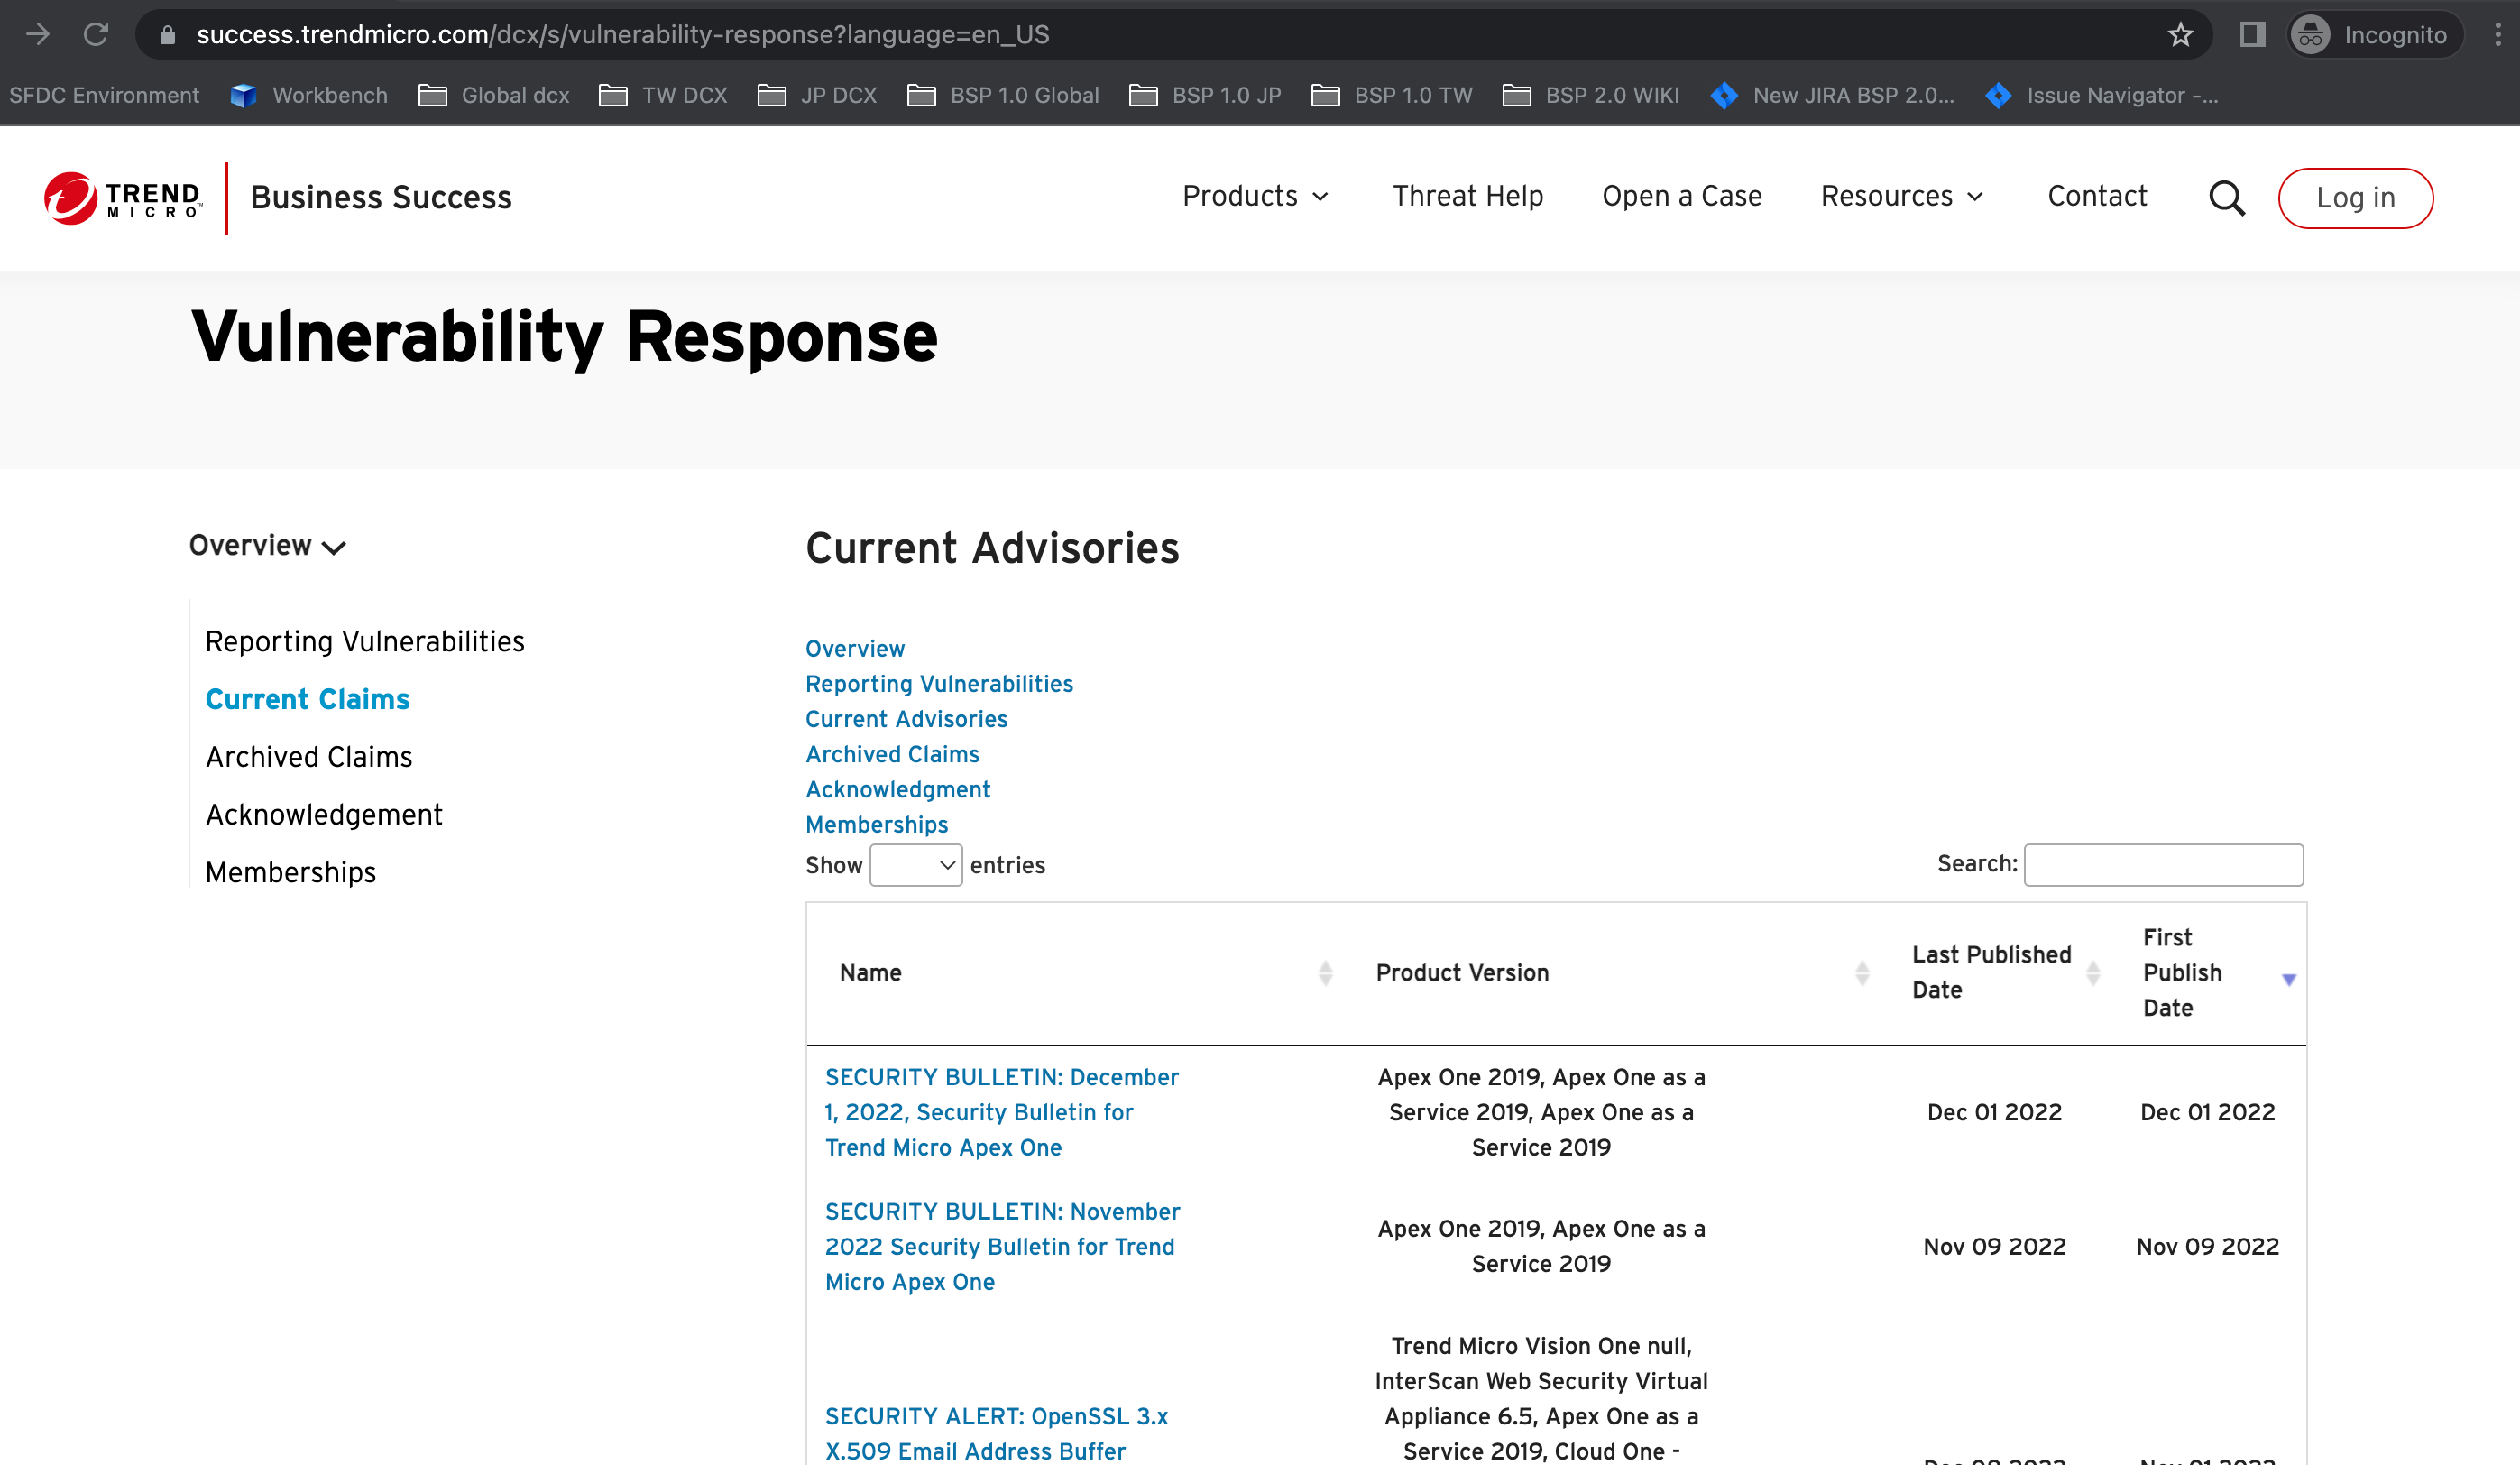 success.trendmicro.com/dcx/s/vulnerability-response?language=en_US
Incognito
SFDC Environment
Workbench
Global dcx
TW DCX
JP DCX
BSP 1.0 Global
BSP 1.0 JP
BSP 1.0 TW
BSP 2.0 WIKI
New JIRA BSP 2.0...
Issue Navigator -...
TREND
MICRO™
Business Success
Products
Threat Help
Open a Case
Resources
Contact
Log in
Vulnerability Response
Overview
Reporting Vulnerabilities
Current Claims
Archived Claims
Acknowledgement
Memberships
Current Advisories
Overview
Reporting Vulnerabilities
Current Advisories
Archived Claims
Acknowledgment
Memberships
Show entries
Search:
Name
Product Version
Last Published
Date
First
Publish
Date
SECURITY BULLETIN: December
1, 2022, Security Bulletin for
Trend Micro Apex One
Apex One 2019, Apex One as a
Service 2019, Apex One as a
Service 2019
Dec 01 2022
Dec 01 2022
SECURITY BULLETIN: November
2022 Security Bulletin for Trend
Micro Apex One
Apex One 2019, Apex One as a
Service 2019
Nov 09 2022
Nov 09 2022
SECURITY ALERT: OpenSSL 3.x
X.509 Email Address Buffer
Trend Micro Vision One null,
InterScan Web Security Virtual
Appliance 6.5, Apex One as a
Service 2019, Cloud One -